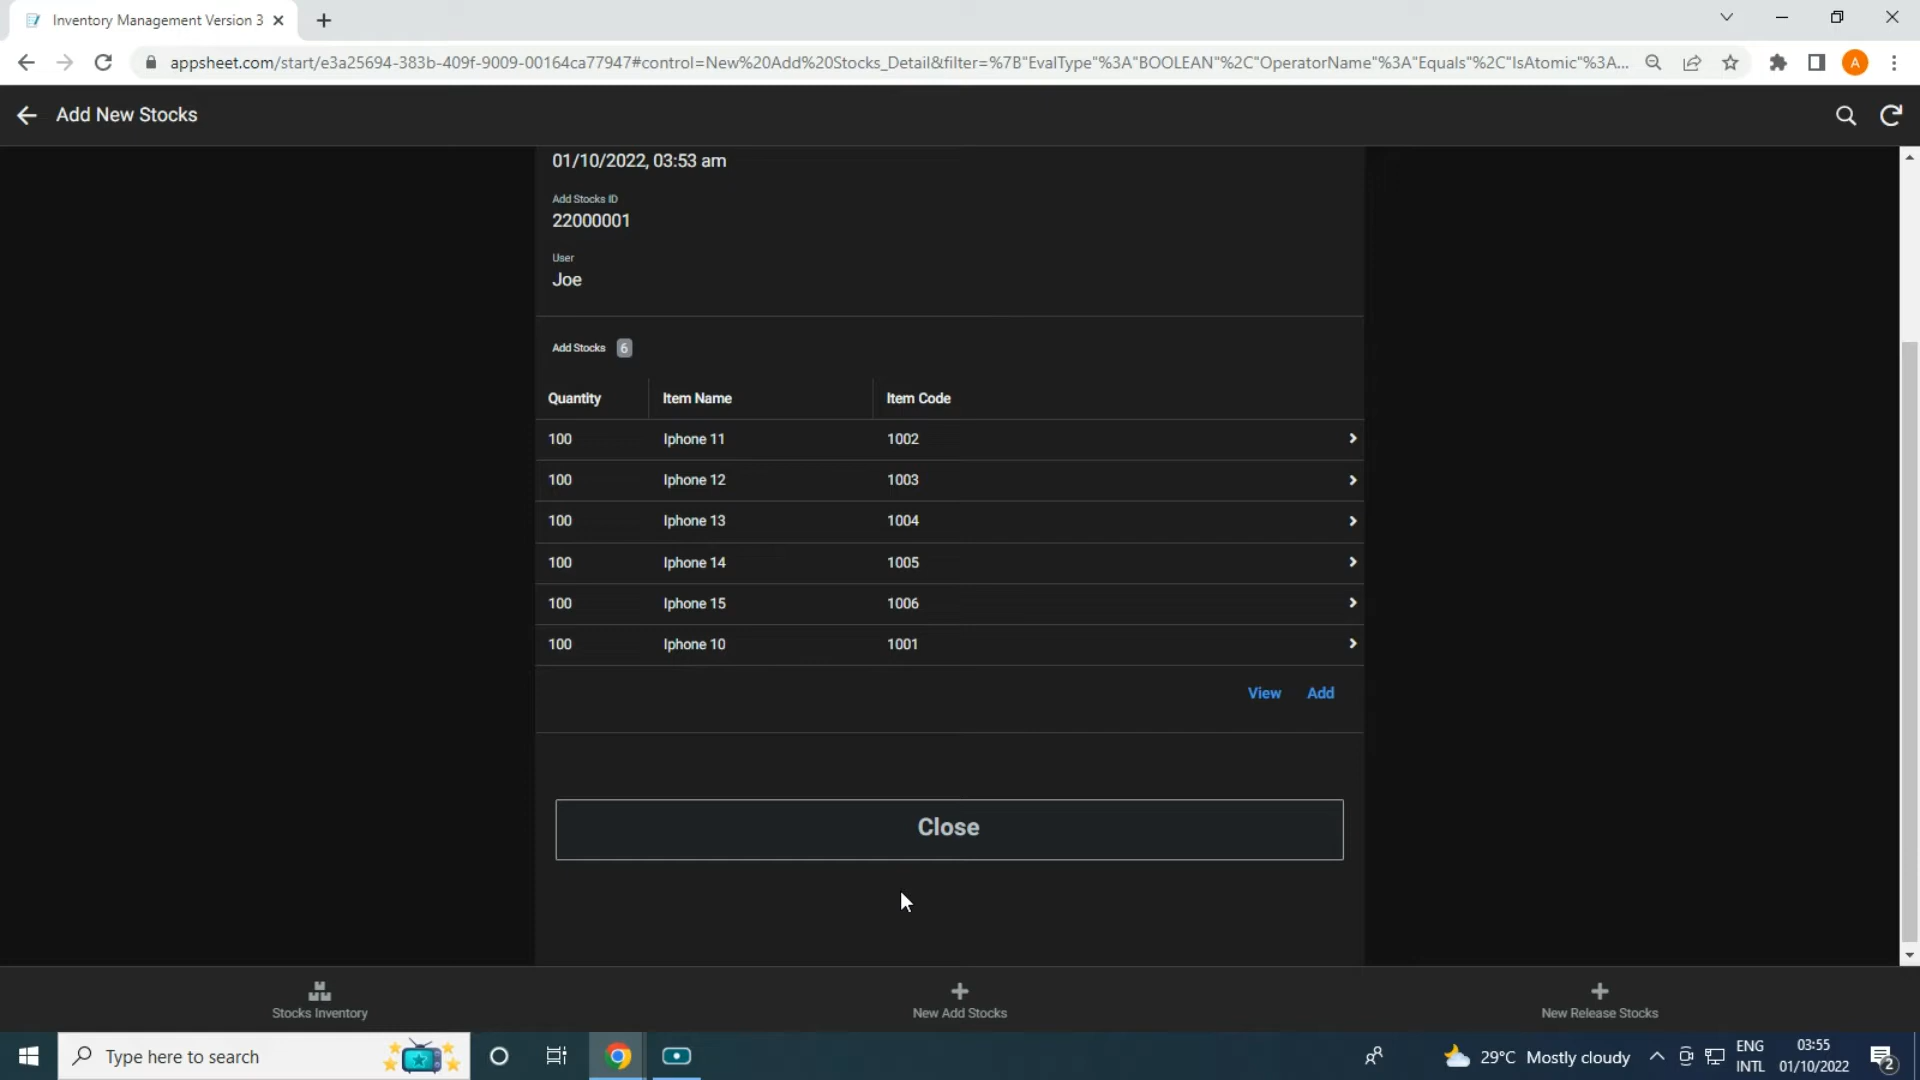 Inventory Management Version 3
appsheet.com/start/e3a25694-383b-409f-9009-00164ca77947#control=New%20Add%20Stocks_Detail&filter=%7B"EvalType"%3A"BOOLEAN"%2C"OperatorName"%3A"Equals"%2C"IsAtomic"%3A...
A
Add New Stocks
01/10/2022, 03:53 am
Add Stocks ID
22000001
User
Joe
Add Stocks 6
Quantity Item Name Item Code
100 Iphone 11 1002
100 Iphone 12 1003
100 Iphone 13 1004
100 Iphone 14 1005
100 Iphone 15 1006
100 Iphone 10 1001
View Add
Close
Stocks Inventory New Add Stocks New Release Stocks
Type here to search
29°C Mostly cloudy
ENG
INTL
03:55
01/10/2022
2